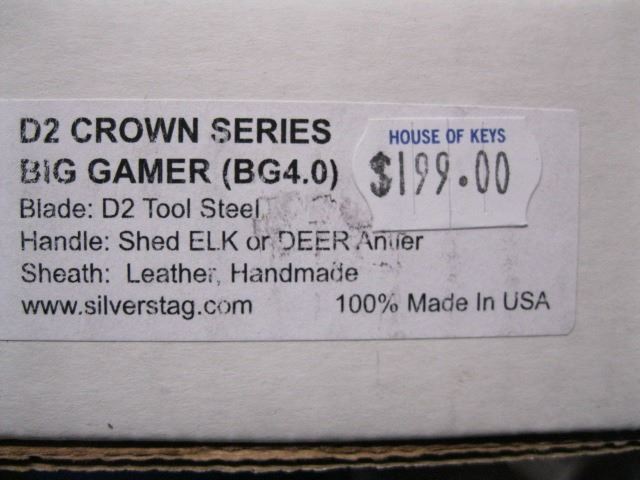 D2 CROWN SERIES
BIG GAMER (BG4.0)
HOUSE OF KEYS
$199.00
Blade: D2 Tool Steel
Handle: Shed ELK or DEER Antler
Sheath: Leather, Handmade
www.silverstag.com 100% Made In USA